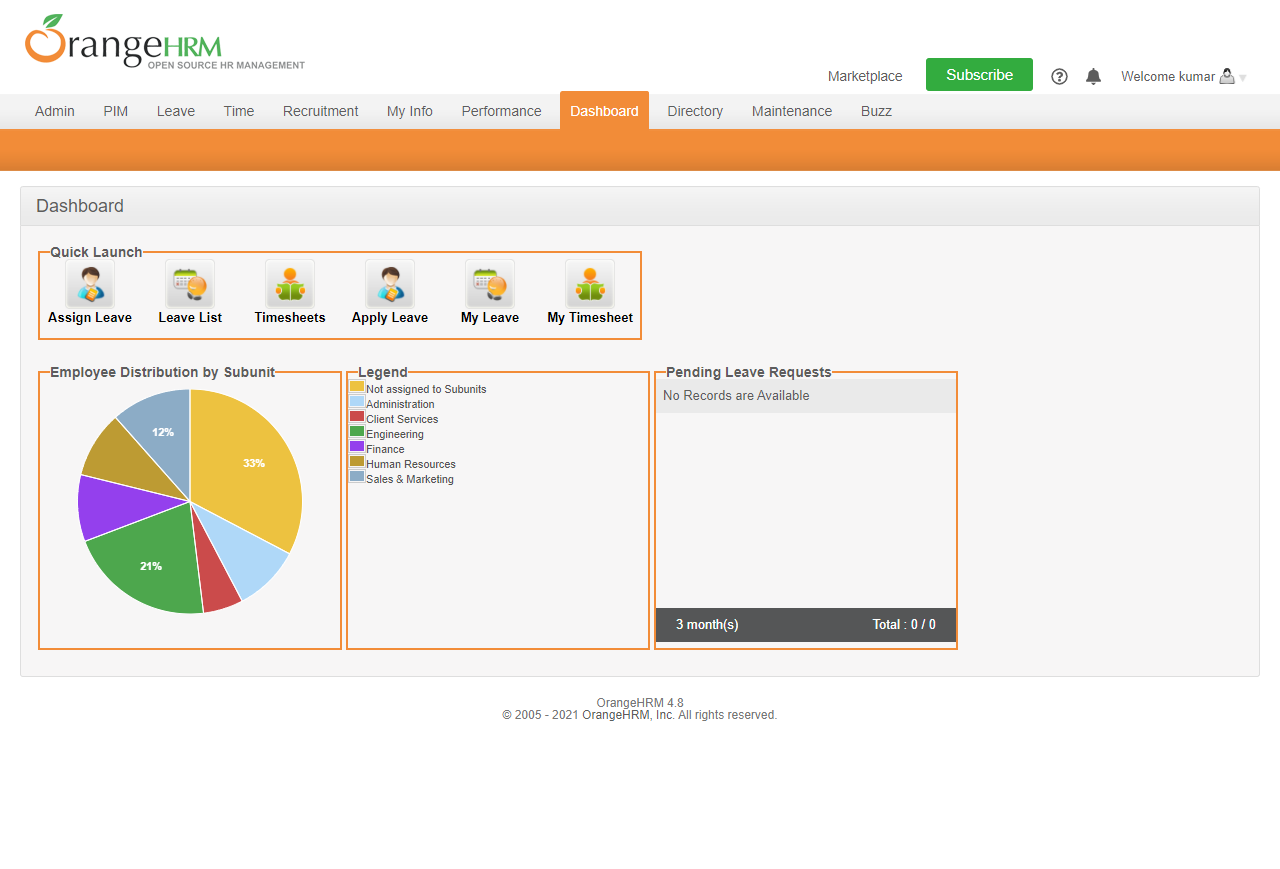 OrangeHRM
OPEN SOURCE HR MANAGEMENT
Marketplace Subscribe Welcome kumar
Admin PIM Leave Time Recruitment My Info Performance Dashboard Directory Maintenance Buzz
Dashboard
Quick Launch
Assign Leave Leave List Timesheets Apply Leave My Leave My Timesheet
Employee Distribution by Subunit
12%
33%
21%
Legend
Not assigned to Subunits
Administration
Client Services
Engineering
Finance
Human Resources
Sales & Marketing
Pending Leave Requests
No Records are Available
3 month(s) Total : 0 / 0
OrangeHRM 4.8
© 2005 - 2021 OrangeHRM, Inc. All rights reserved.